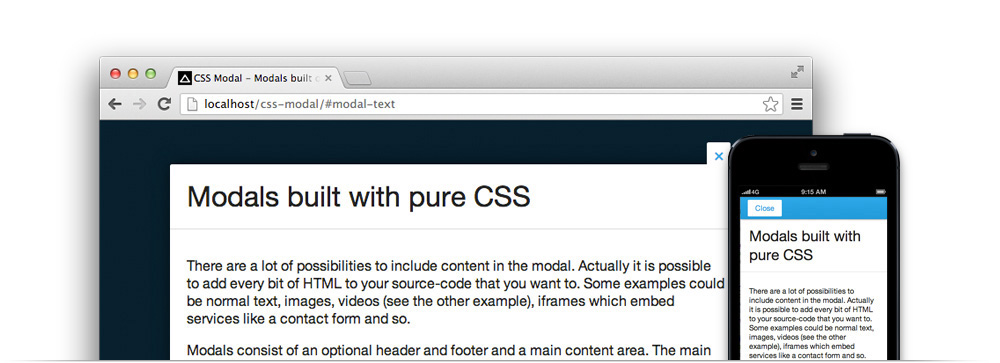 CSS Modal – Modals built
localhost/css-modal/#modal-text
Modals built with pure CSS
There are a lot of possibilities to include content in the modal. Actually it is possible
to add every bit of HTML to your source-code that you want to. Some examples could
be normal text, images, videos (see the other example), iframes which embed
services like a contact form and so.
Modals consist of an optional header and footer and a main content area. The main
4G 9:15 AM
Close
Modals built with
pure CSS
There are a lot of possibilities to
include content in the modal. Actually
it is possible to add every bit of HTML
to your source-code that you want to.
Some examples could be normal text,
images, videos (see the other
example), iframes which embed
services like a contact form and so.